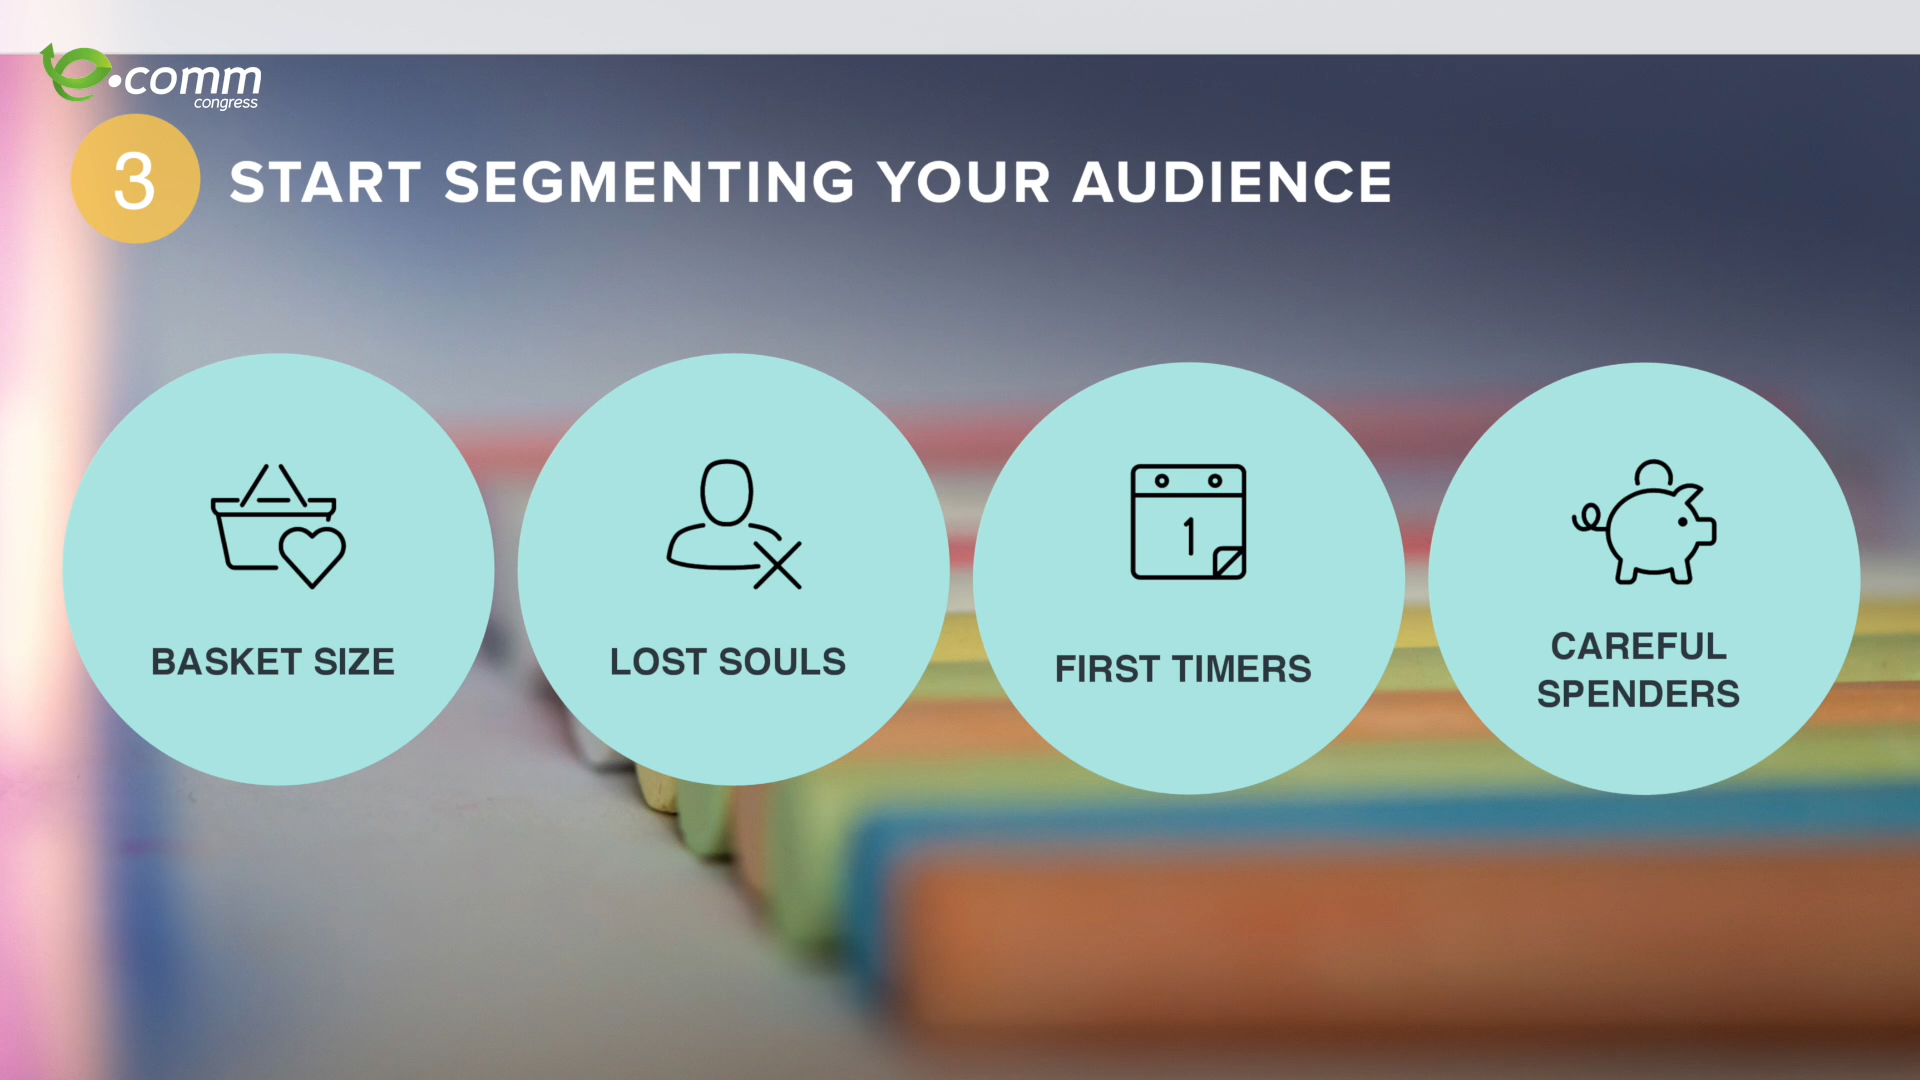 e.comm
congress
3
START SEGMENTING YOUR AUDIENCE
BASKET SIZE
LOST SOULS
1
FIRST TIMERS
CAREFUL
SPENDERS